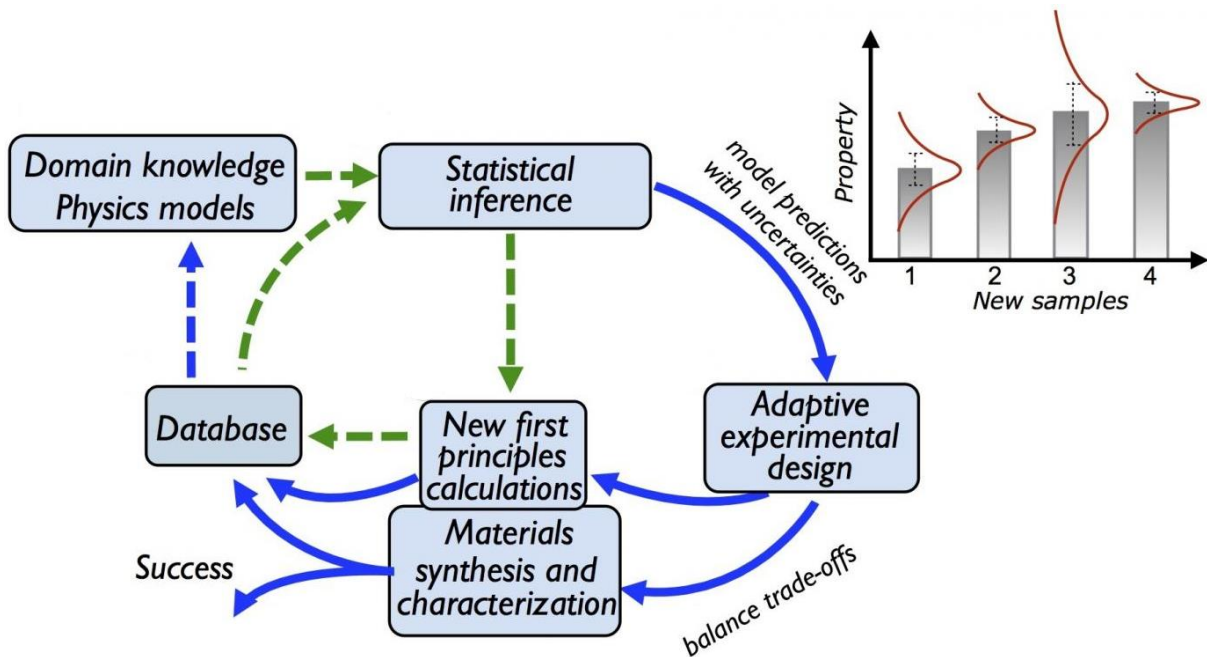 Domain knowledge
Physics models
Statistical
inference
model predictions
with uncertainties
Property
1 2 3 4
New samples
Database
New first
principles
calculations
Adaptive
experimental
design
Materials
synthesis and
characterization
Success
balance trade-offs